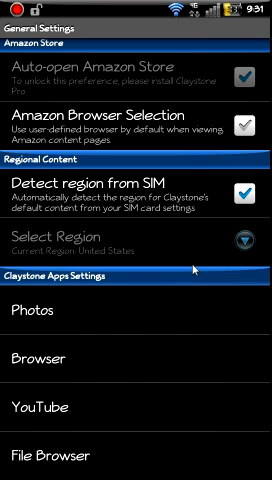 9:31
General Settings
Amazon Store
Auto-open Amazon Store
To unlock this preference, please install Claystone
Pro
Amazon Browser Selection
Use user-defined browser by default when viewing
Amazon content pages.
Regional Content
Detect region from SIM
Automatically detect the region for Claystone's
default content from your SIM card settings
Select Region
Current Region: United States
Claystone Apps Settings
Photos
Browser
YouTube
File Browser